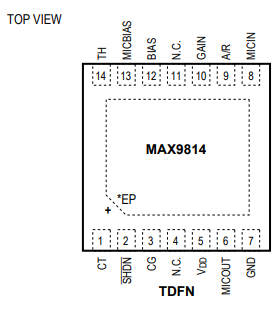 TOP VIEW
TH MICBIAS BIAS N.C. GAIN A/R MICIN
14 13 12 11 10 9 8
MAX9814
*EP
+
1 2 3 4 5 6 7
CT SHDN CG N.C. VDD MICOUT GND
TDFN